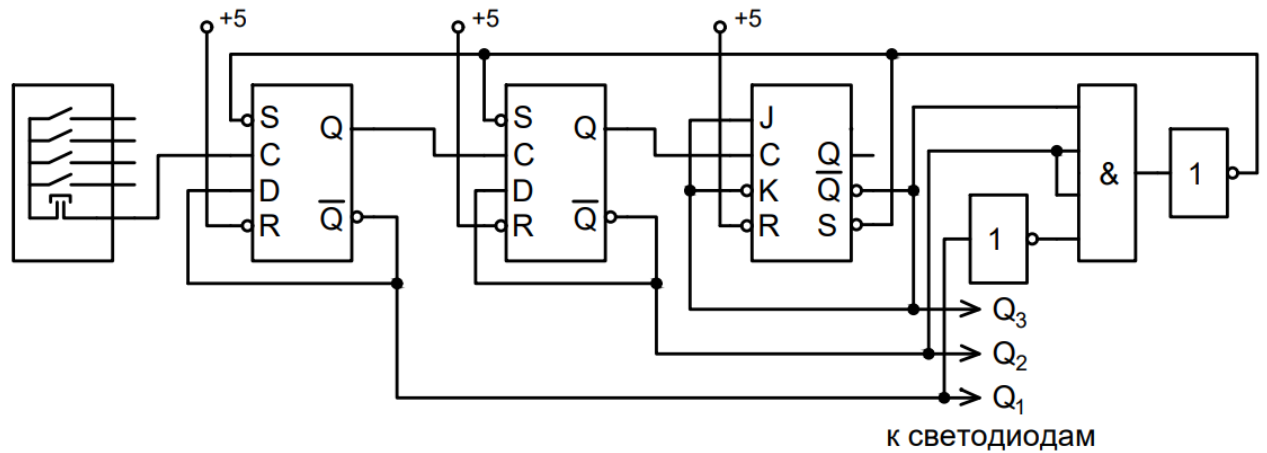 +5 +5 +5
S Q C D Q̅ R
S Q C D Q̅ R
J C Q K Q̅ R S
& 1
1
Q₃
Q₂
Q₁
к светодиодам